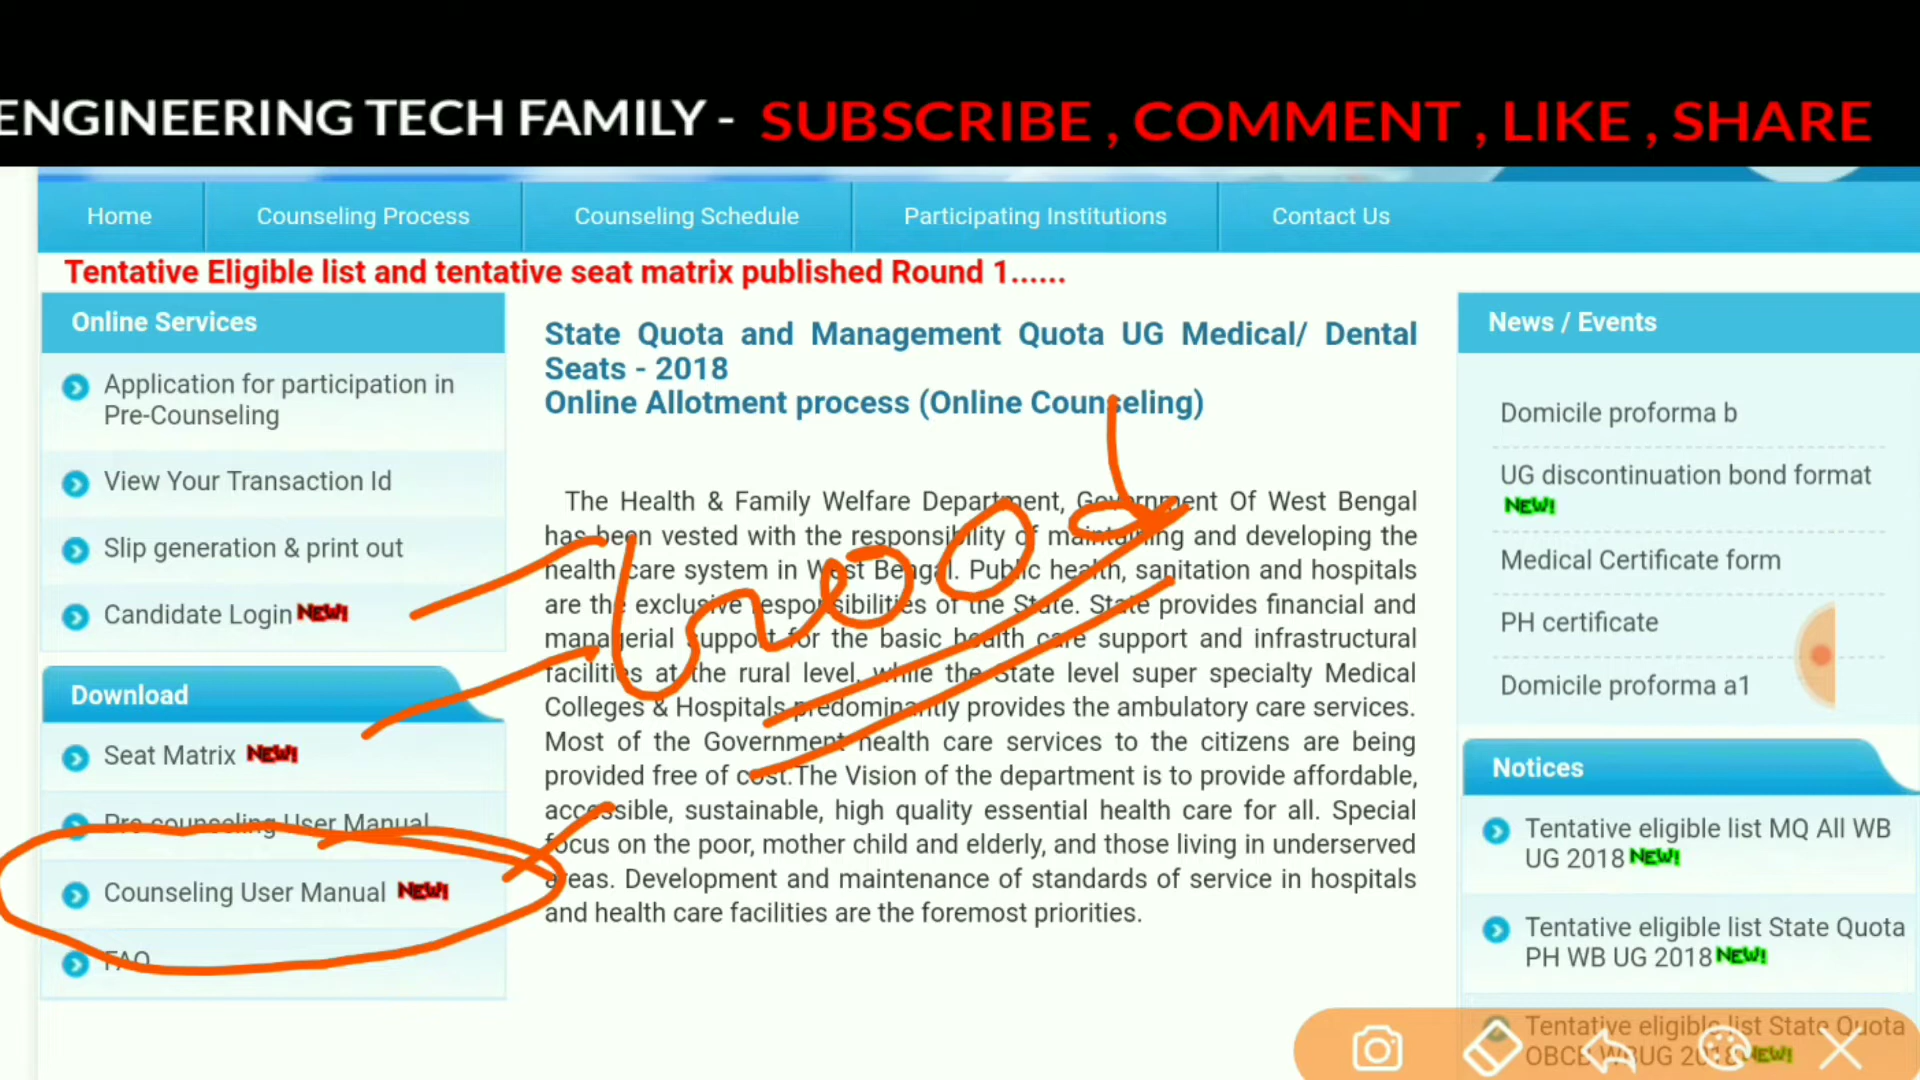 ENGINEERING TECH FAMILY - SUBSCRIBE , COMMENT , LIKE , SHARE
Home Counseling Process Counseling Schedule Participating Institutions Contact Us
Tentative Eligible list and tentative seat matrix published Round 1......
Online Services
Application for participation in
Pre-Counseling
View Your Transaction Id
Slip generation & print out
Candidate Login NEW!
Download
Seat Matrix NEW!
Pre counseling User Manual
Counseling User Manual NEW!
FAQ
State Quota and Management Quota UG Medical/ Dental
Seats - 2018
Online Allotment process (Online Counseling)
The Health & Family Welfare Department, Government Of West Bengal
has been vested with the responsibility of maintaining and developing the
health care system in West Bengal. Public health, sanitation and hospitals
are the exclusive responsibilities of the State. State provides financial and
managerial support for the basic health care support and infrastructural
facilities at the rural level, while the State level super specialty Medical
Colleges & Hospitals predominantly provides the ambulatory care services.
Most of the Government health care services to the citizens are being
provided free of cost.The Vision of the department is to provide affordable,
accessible, sustainable, high quality essential health care for all. Special
focus on the poor, mother child and elderly, and those living in underserved
areas. Development and maintenance of standards of service in hospitals
and health care facilities are the foremost priorities.
News / Events
Domicile proforma b
UG discontinuation bond format
NEW!
Medical Certificate form
PH certificate
Domicile proforma a1
Notices
Tentative eligible list MQ All WB
UG 2018 NEW!
Tentative eligible list State Quota
PH WB UG 2018 NEW!
Tentative eligible list State Quota
OBCB WBUG 2018 NEW!